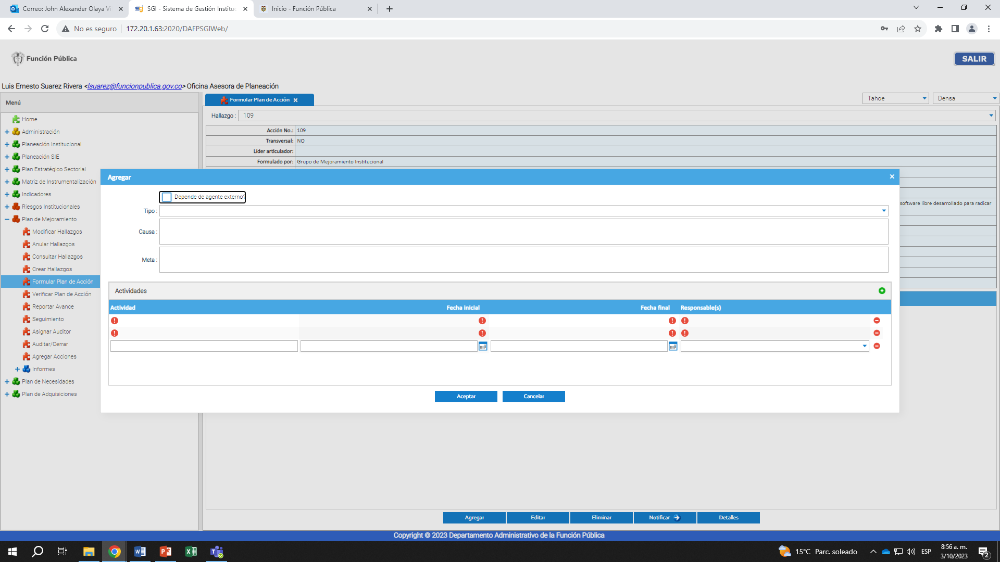 Correo: John Alexander Olaya Vi
SGI - Sistema de Gestión Instituc
Inicio - Función Pública
No es seguro
172.20.1.63:2020/DAFPSGIWeb/
Función Pública
SALIR
Luis Ernesto Suarez Rivera <lsuarez@funcionpublica.gov.co> Oficina Asesora de Planeación
Menú
Formular Plan de Acción
Tahoe
Densa
Home
Administración
Planeación Institucional
Planeación SIE
Plan Estratégico Sectorial
Matriz de Instrumentalización
Indicadores
Riesgos Institucionales
Plan de Mejoramiento
Modificar Hallazgos
Anular Hallazgos
Consultar Hallazgos
Crear Hallazgos
Formular Plan de Acción
Verificar Plan de Acción
Reportar Avance
Seguimiento
Asignar Auditor
Auditar/Cerrar
Agregar Acciones
Informes
Plan de Necesidades
Plan de Adquisiciones
Hallazgo : 109
Acción No.: 109
Transversal: NO
Líder articulador:
Formulado por: Grupo de Mejoramiento Institucional
software libre desarrollado para radicar
Agregar
Depende de agente externo?
Tipo :
Causa :
Meta :
Actividades
Actividad Fecha inicial Fecha final Responsable(s)
Aceptar Cancelar
Agregar Editar Eliminar Notificar Detalles
Copyright © 2023 Departamento Administrativo de la Función Pública
15°C Parc. soleado
ESP
8:56 a. m.
3/10/2023
2